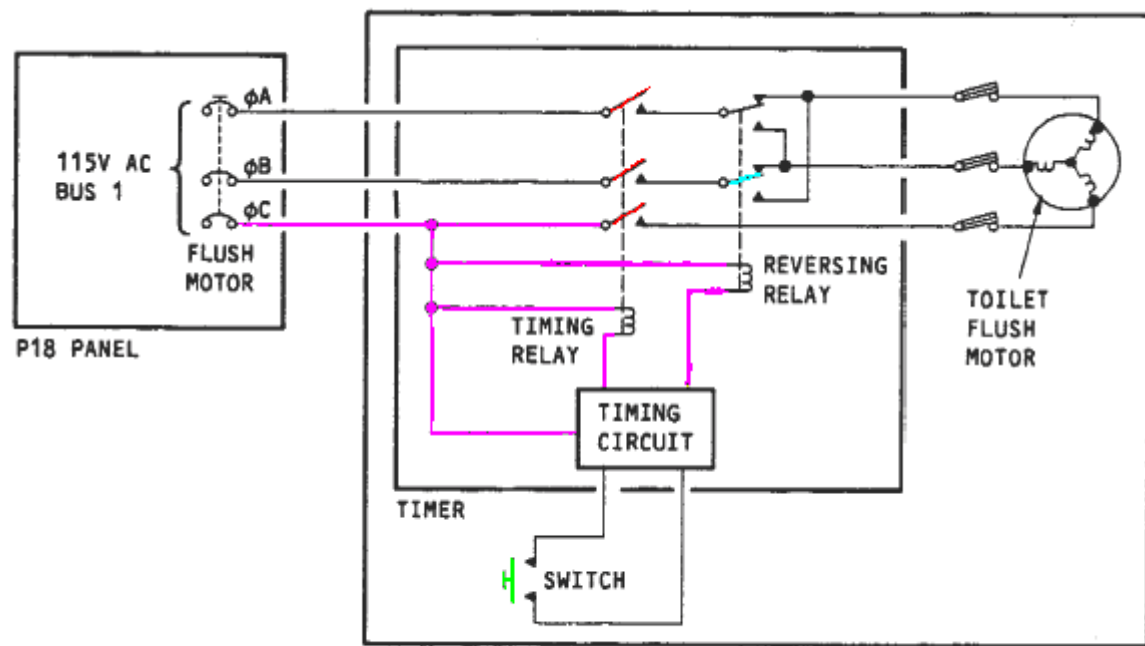 115V AC
BUS 1
ϕA
ϕB
ϕC
FLUSH
MOTOR
P18 PANEL
REVERSING
RELAY
TIMING
RELAY
TIMING
CIRCUIT
TIMER
SWITCH
TOILET
FLUSH
MOTOR